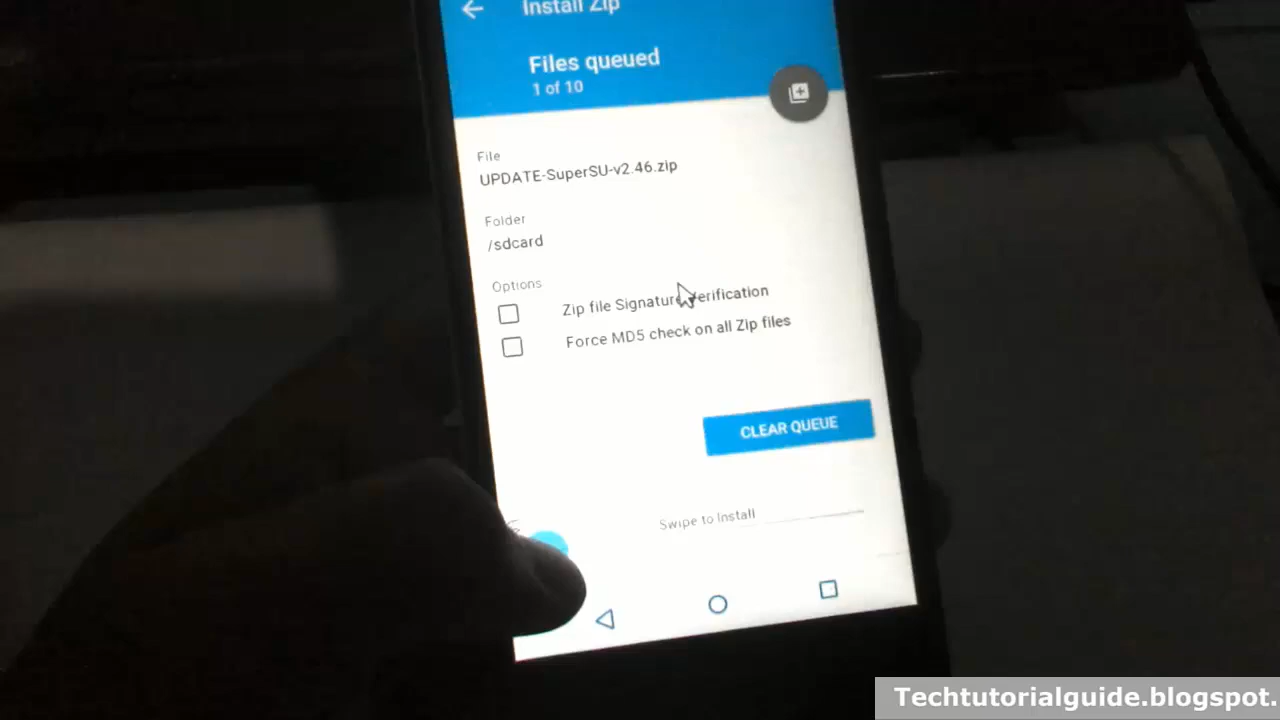 Install Zip
Files queued
1 of 10
File
UPDATE-SuperSU-v2.46.zip
Folder
/sdcard
Options
Zip file Signature Verification
Force MD5 check on all Zip files
CLEAR QUEUE
Swipe to Install
Techtutorialguide.blogspot.